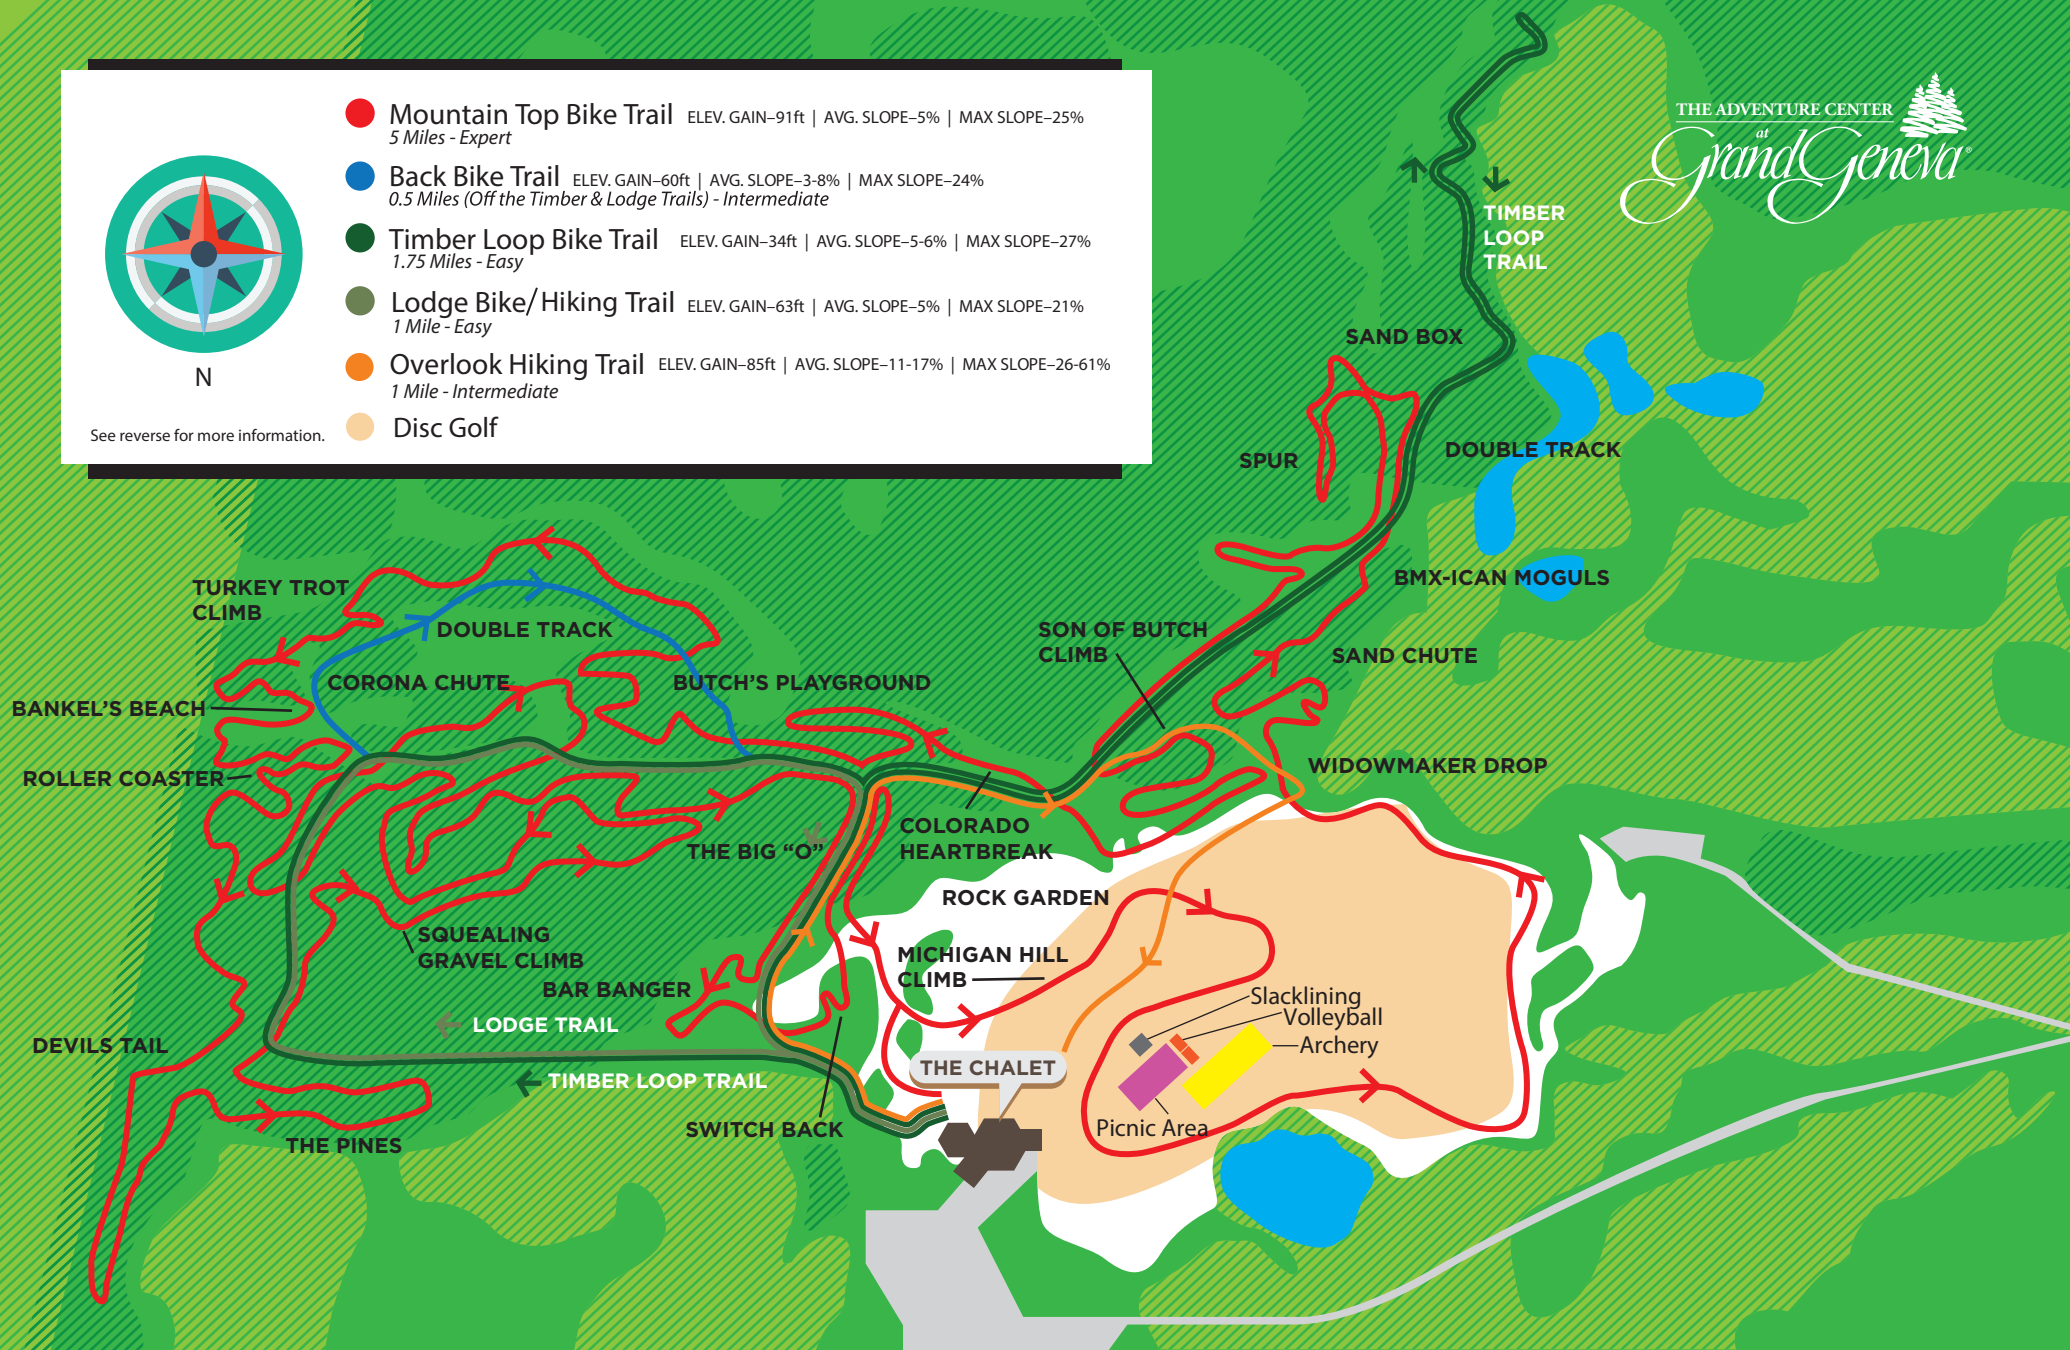 Mountain Top Bike Trail ELEV. GAIN–91ft | AVG. SLOPE–5% | MAX SLOPE–25%
5 Miles - Expert
Back Bike Trail ELEV. GAIN–60ft | AVG. SLOPE–3-8% | MAX SLOPE–24%
0.5 Miles (Off the Timber & Lodge Trails) - Intermediate
Timber Loop Bike Trail ELEV. GAIN–34ft | AVG. SLOPE–5-6% | MAX SLOPE–27%
1.75 Miles - Easy
Lodge Bike/Hiking Trail ELEV. GAIN–63ft | AVG. SLOPE–5% | MAX SLOPE–21%
1 Mile - Easy
Overlook Hiking Trail ELEV. GAIN–85ft | AVG. SLOPE–11-17% | MAX SLOPE–26-61%
1 Mile - Intermediate
Disc Golf
N
See reverse for more information.
THE ADVENTURE CENTER
at
Grand Geneva®
TIMBER
LOOP
TRAIL
SAND BOX
SPUR
DOUBLE TRACK
BMX-ICAN MOGULS
TURKEY TROT
CLIMB
DOUBLE TRACK
SON OF BUTCH
CLIMB
SAND CHUTE
CORONA CHUTE
BUTCH'S PLAYGROUND
BANKEL'S BEACH
ROLLER COASTER
WIDOWMAKER DROP
COLORADO
HEARTBREAK
THE BIG “O”
ROCK GARDEN
SQUEALING
GRAVEL CLIMB
MICHIGAN HILL
CLIMB
BAR BANGER
Slacklining
Volleyball
Archery
LODGE TRAIL
DEVILS TAIL
THE CHALET
TIMBER LOOP TRAIL
SWITCH BACK
Picnic Area
THE PINES